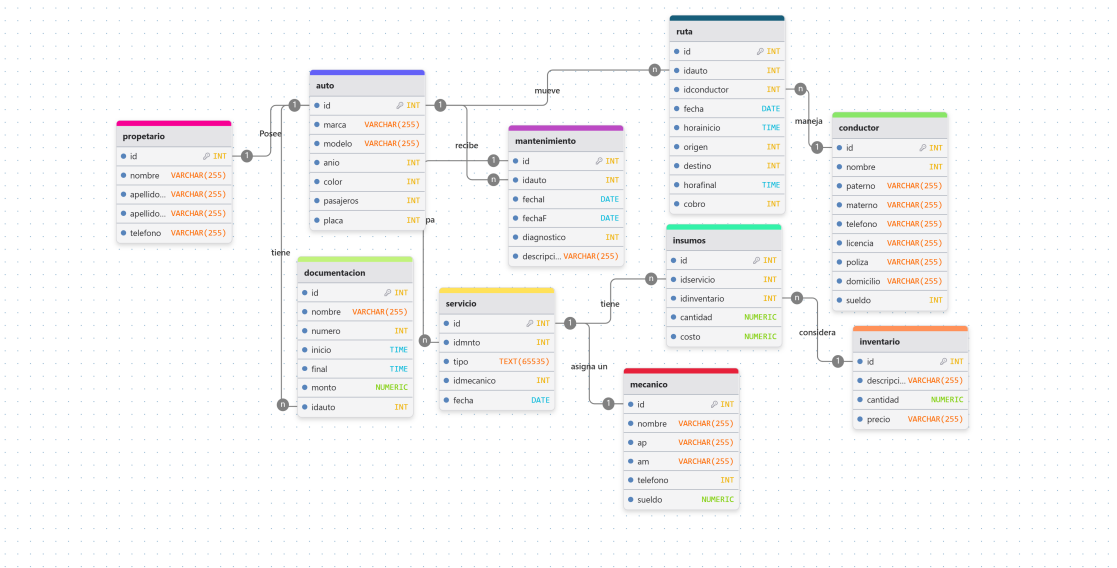 ruta
id INT
idauto INT
idconductor INT
fecha DATE
horainicio TIME
origen INT
destino INT
horafinal TIME
cobro INT
auto
id INT
marca VARCHAR(255)
modelo VARCHAR(255)
anio INT
color INT
pasajeros INT
placa INT
propetario
id INT
nombre VARCHAR(255)
apellido... VARCHAR(255)
apellido... VARCHAR(255)
telefono VARCHAR(255)
mantenimiento
id INT
idauto INT
fechaI DATE
fechaF DATE
diagnostico INT
descripci... VARCHAR(255)
conductor
id INT
nombre INT
paterno VARCHAR(255)
materno VARCHAR(255)
telefono VARCHAR(255)
licencia VARCHAR(255)
poliza VARCHAR(255)
domicilio VARCHAR(255)
sueldo INT
insumos
id INT
idservicio INT
idinventario INT
cantidad NUMERIC
costo NUMERIC
documentacion
id INT
nombre VARCHAR(255)
numero INT
inicio TIME
final TIME
monto NUMERIC
idauto INT
servicio
id INT
idmnto INT
tipo TEXT(65535)
idmecanico INT
fecha DATE
inventario
id INT
descripci... VARCHAR(255)
cantidad NUMERIC
precio VARCHAR(255)
mecanico
id INT
nombre VARCHAR(255)
ap VARCHAR(255)
am VARCHAR(255)
telefono INT
sueldo NUMERIC
1 Posee 1
1 mueve n
recibe n
n maneja 1
1 pa n
tiene n
1 tiene n
asigna un 1
n considera 1